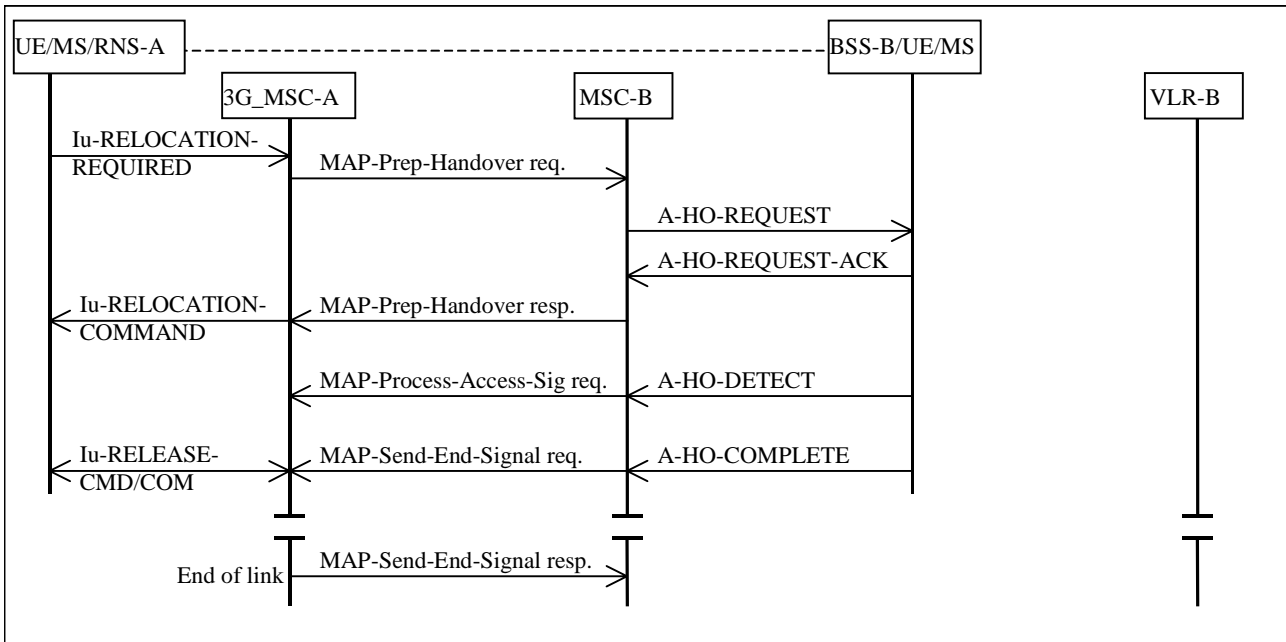 UE/MS/RNS-A
BSS-B/UE/MS
3G_MSC-A
MSC-B
VLR-B
Iu-RELOCATION-
REQUIRED
MAP-Prep-Handover req.
A-HO-REQUEST
A-HO-REQUEST-ACK
Iu-RELOCATION-
COMMAND
MAP-Prep-Handover resp.
MAP-Process-Access-Sig req.
A-HO-DETECT
Iu-RELEASE-
CMD/COM
MAP-Send-End-Signal req.
A-HO-COMPLETE
End of link
MAP-Send-End-Signal resp.